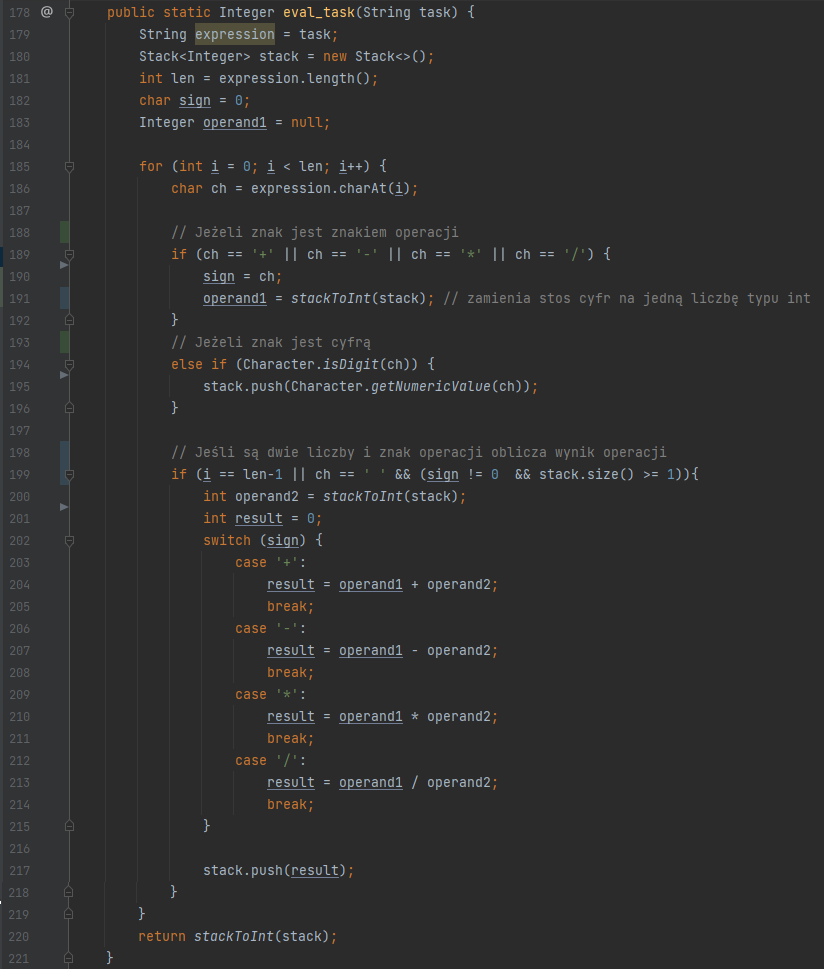 178 @ public static Integer eval_task(String task) {
179 String expression = task;
180 Stack<Integer> stack = new Stack<>();
181 int len = expression.length();
182 char sign = 0;
183 Integer operand1 = null;
184
185 for (int i = 0; i < len; i++) {
186 char ch = expression.charAt(i);
187
188 // Jeżeli znak jest znakiem operacji
189 if (ch == '+' || ch == '-' || ch == '*' || ch == '/') {
190 sign = ch;
191 operand1 = stackToInt(stack); // zamienia stos cyfr na jedną liczbę typu int
192 }
193 // Jeżeli znak jest cyfrą
194 else if (Character.isDigit(ch)) {
195 stack.push(Character.getNumericValue(ch));
196 }
197
198 // Jeśli są dwie liczby i znak operacji oblicza wynik operacji
199 if (i == len-1 || ch == ' ' && (sign != 0  && stack.size() >= 1)){
200 int operand2 = stackToInt(stack);
201 int result = 0;
202 switch (sign) {
203 case '+':
204 result = operand1 + operand2;
205 break;
206 case '-':
207 result = operand1 - operand2;
208 break;
209 case '*':
210 result = operand1 * operand2;
211 break;
212 case '/':
213 result = operand1 / operand2;
214 break;
215 }
216
217 stack.push(result);
218 }
219 }
220 return stackToInt(stack);
221 }